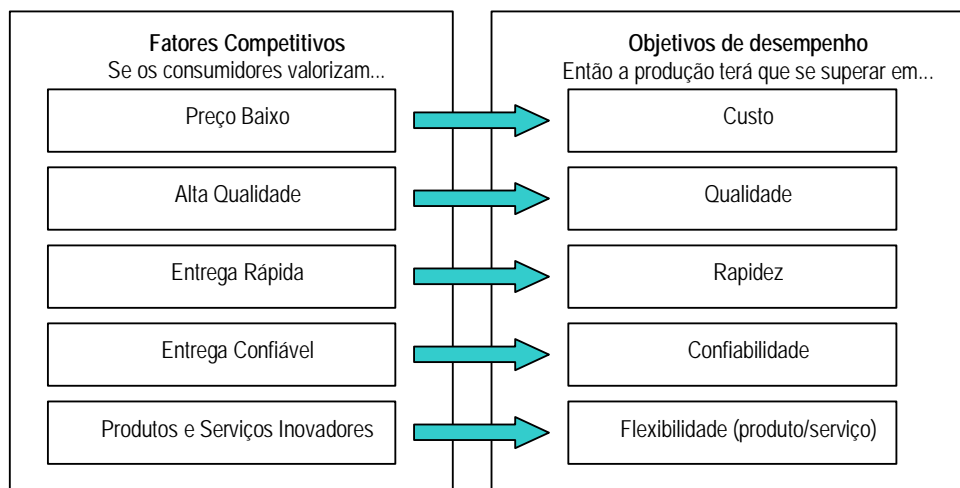 Fatores Competitivos
Se os consumidores valorizam...
Preço Baixo
Alta Qualidade
Entrega Rápida
Entrega Confiável
Produtos e Serviços Inovadores
Objetivos de desempenho
Então a produção terá que se superar em...
Custo
Qualidade
Rapidez
Confiabilidade
Flexibilidade (produto/serviço)